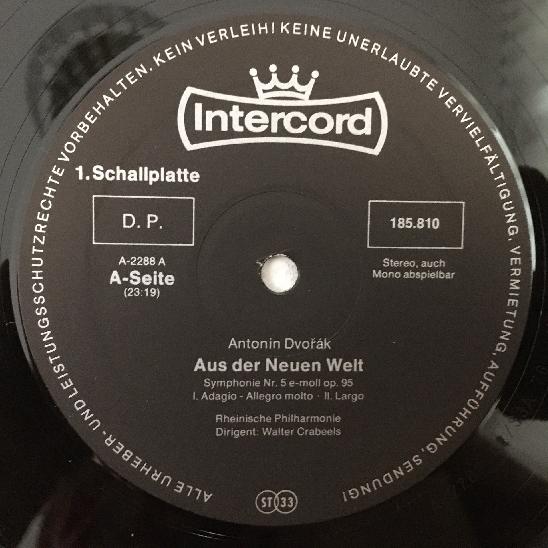 ALLE URHEBER- UND LEISTUNGSSCHUTZRECHTE VORBEHALTEN. KEIN VERLEIH! KEINE UNERLAUBTE VERVIELFÄLTIGUNG, VERMIETUNG, AUFFÜHRUNG, SENDUNG!
Intercord
1. Schallplatte
D. P.
185.810
A-2288 A
A-Seite
(23:19)
Stereo, auch
Mono abspielbar
Antonin Dvořák
Aus der Neuen Welt
Symphonie Nr. 5 e-moll op. 95
I. Adagio - Allegro molto · II. Largo
Rheinische Philharmonie
Dirigent: Walter Crabeels
ST 33